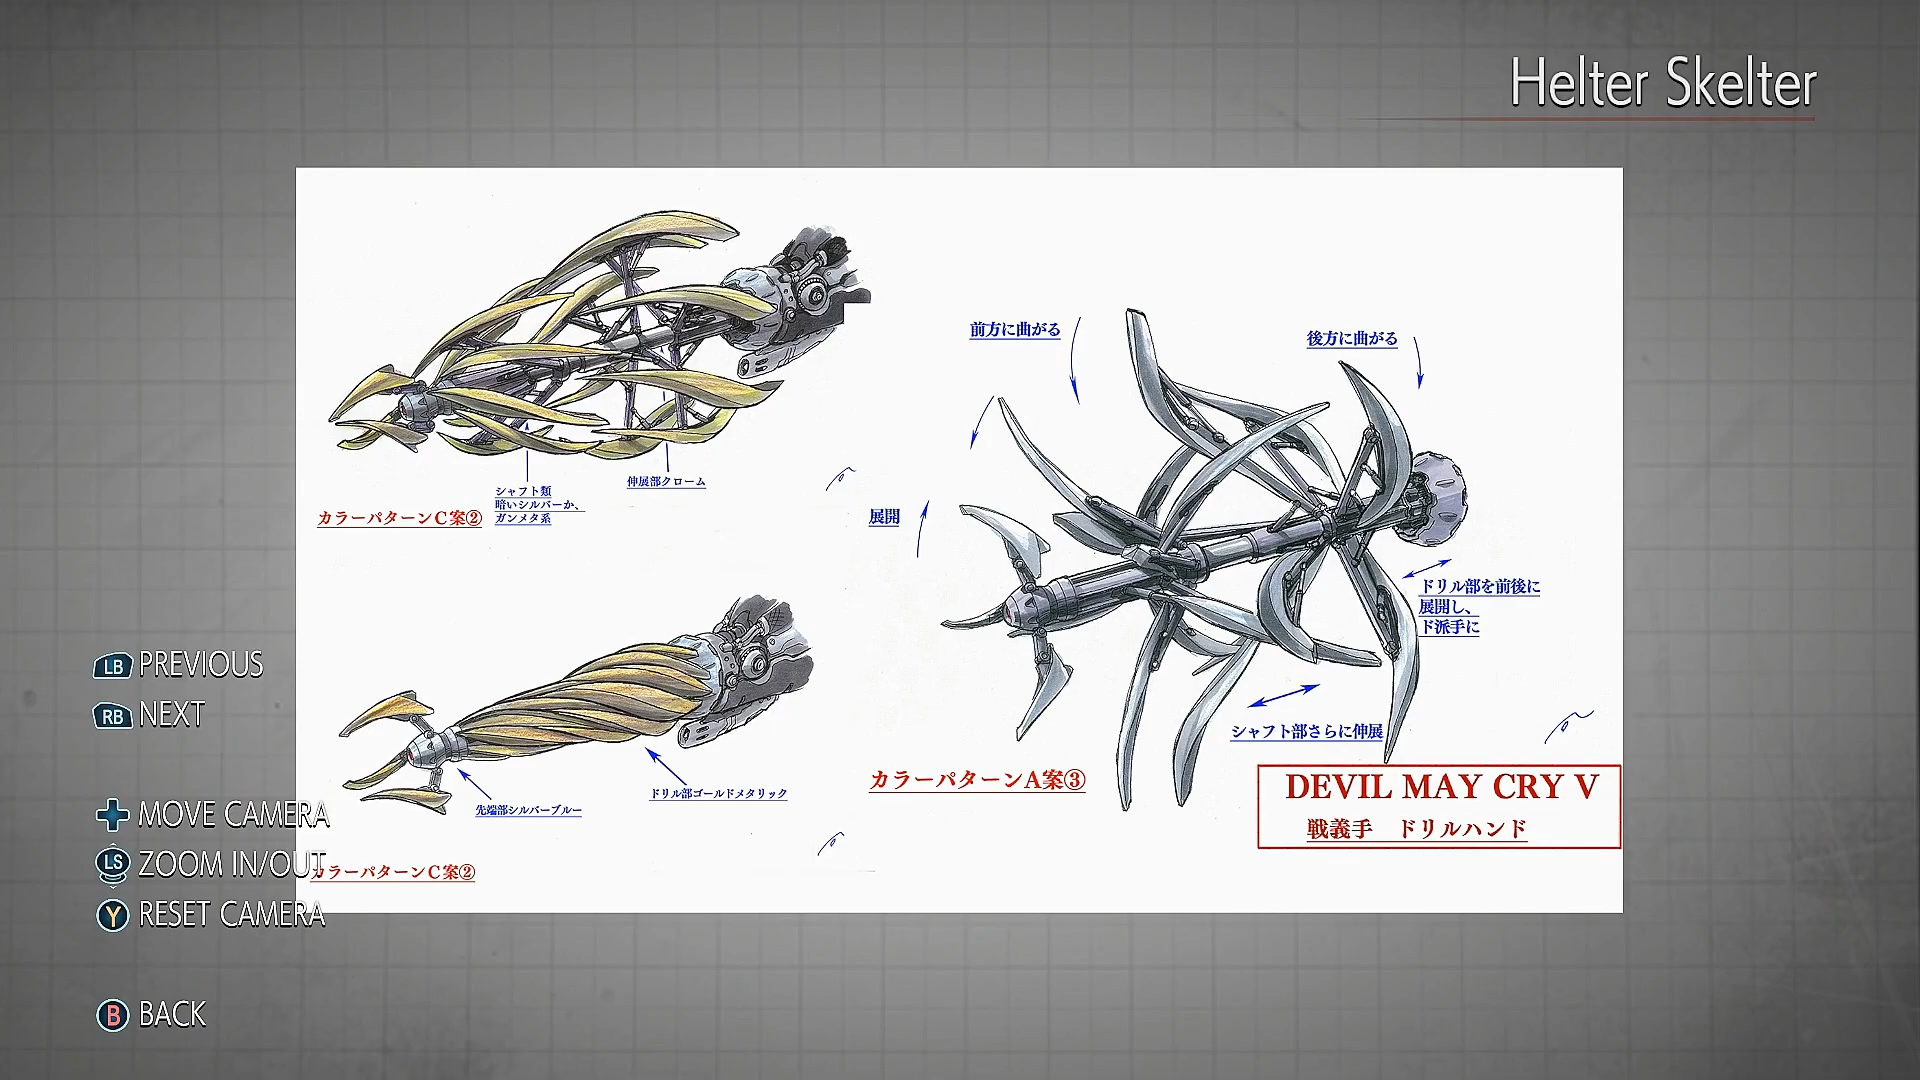 Helter Skelter
シャフト類
暗いシルバーか、
ガンメタ系
伸展部クローム
カラーパターンC案②
先端部シルバーブルー
ドリル部ゴールドメタリック
カラーパターンC案②
前方に曲がる
後方に曲がる
展開
ドリル部を前後に
展開し、
ド派手に
シャフト部さらに伸展
カラーパターンA案③
DEVIL MAY CRY V
戦義手 ドリルハンド
LB PREVIOUS
RB NEXT
MOVE CAMERA
LS ZOOM IN/OUT
Y RESET CAMERA
B BACK